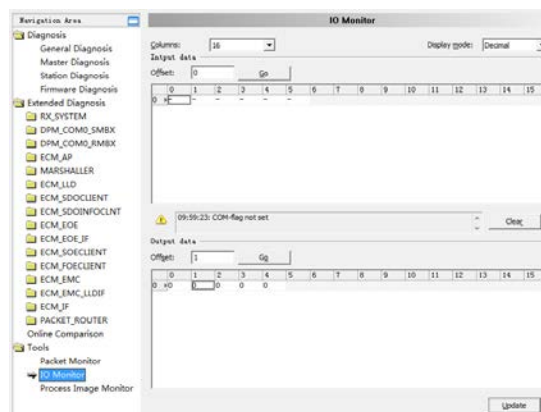 Navigation Area
Diagnosis
General Diagnosis
Master Diagnosis
Station Diagnosis
Firmware Diagnosis
Extended Diagnosis
RX_SYSTEM
DPM_COM0_SMBX
DPM_COM0_RMBX
ECM_AP
MARSHALLER
ECM_LLD
ECM_SDOCLIENT
ECM_SDOINFOCLNT
ECM_EOE
ECM_EOE_IF
ECM_SOECLIENT
ECM_FOECLIENT
ECM_EMC
ECM_EMC_LLDIF
ECM_IF
PACKET_ROUTER
Online Comparison
Tools
Packet Monitor
IO Monitor
Process Image Monitor
IO Monitor
Columns: 16 Display mode: Decimal
Intput data
Offset: 0 Go
0 1 2 3 4 5 6 7 8 9 10 11 12 13 14 15
0 - - - - - -
09:59:23: COM-flag not set
Clear
Output data
Offset: 1 Go
0 1 2 3 4 5 6 7 8 9 10 11 12 13 14 15
0 0 0 0 0 0
Update